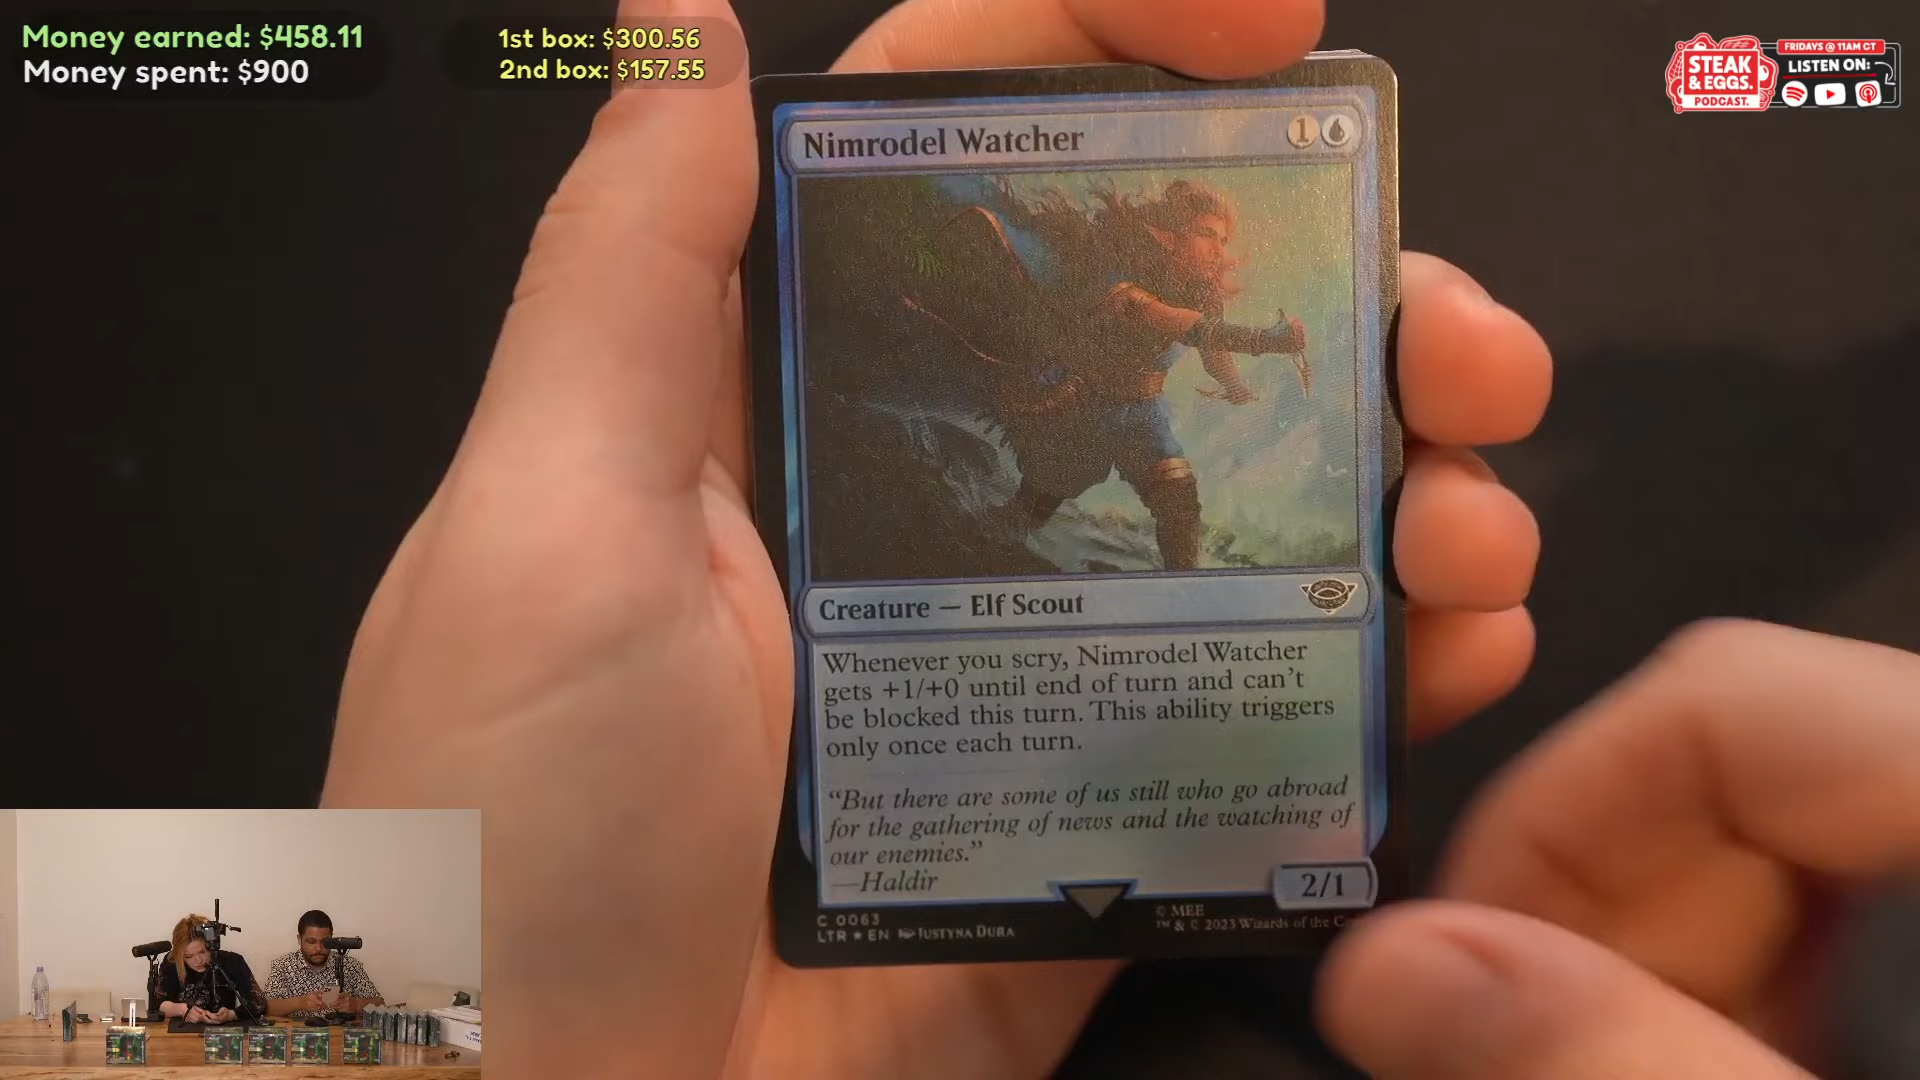 Money earned: $458.11
Money spent: $900
1st box: $300.56
2nd box: $157.55
STEAK
& EGGS.
PODCAST.
FRIDAYS @ 11AM CT
LISTEN ON:
Nimrodel Watcher
1
Creature — Elf Scout
Whenever you scry, Nimrodel Watcher
gets +1/+0 until end of turn and can't
be blocked this turn. This ability triggers
only once each turn.
"But there are some of us still who go abroad
for the gathering of news and the watching of
our enemies."
—Haldir
2/1
C 0063
LTR ★ EN Justyna Dura
© MEE
™ & © 2023 Wizards of the C